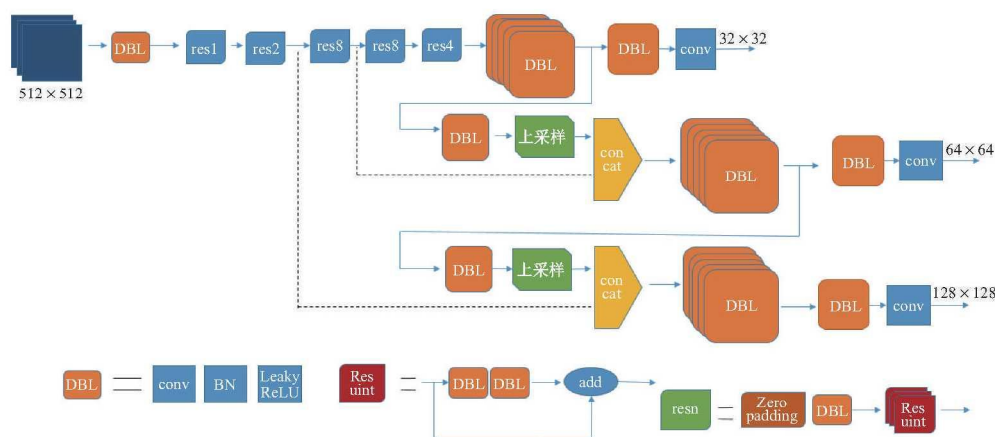 512×512
DBL
res1
res2
res8
res8
res4
DBL
DBL
conv
32×32
DBL
上采样
con
cat
DBL
DBL
conv
64×64
DBL
上采样
con
cat
DBL
DBL
conv
128×128
DBL
conv
BN
Leaky
ReLU
Res
uint
DBL
DBL
add
resn
Zero
padding
DBL
Res
uint